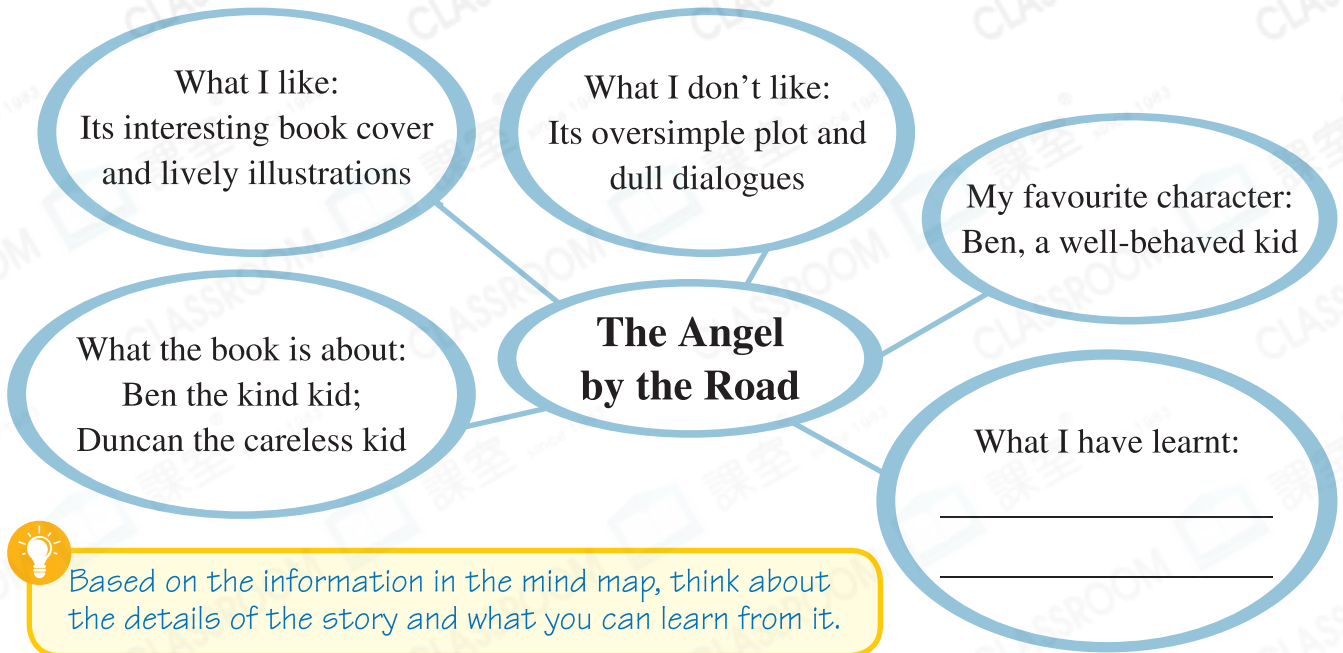 What I like:
Its interesting book cover
and lively illustrations
What I don't like:
Its oversimple plot and
dull dialogues
My favourite character:
Ben, a well-behaved kid
What the book is about:
Ben the kind kid;
Duncan the careless kid
The Angel
by the Road
What I have learnt:
Based on the information in the mind map, think about
the details of the story and what you can learn from it.